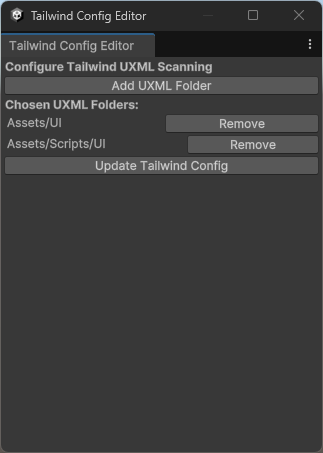 Tailwind Config Editor
Tailwind Config Editor
Configure Tailwind UXML Scanning
Add UXML Folder
Chosen UXML Folders:
Assets/UI Remove
Assets/Scripts/UI Remove
Update Tailwind Config